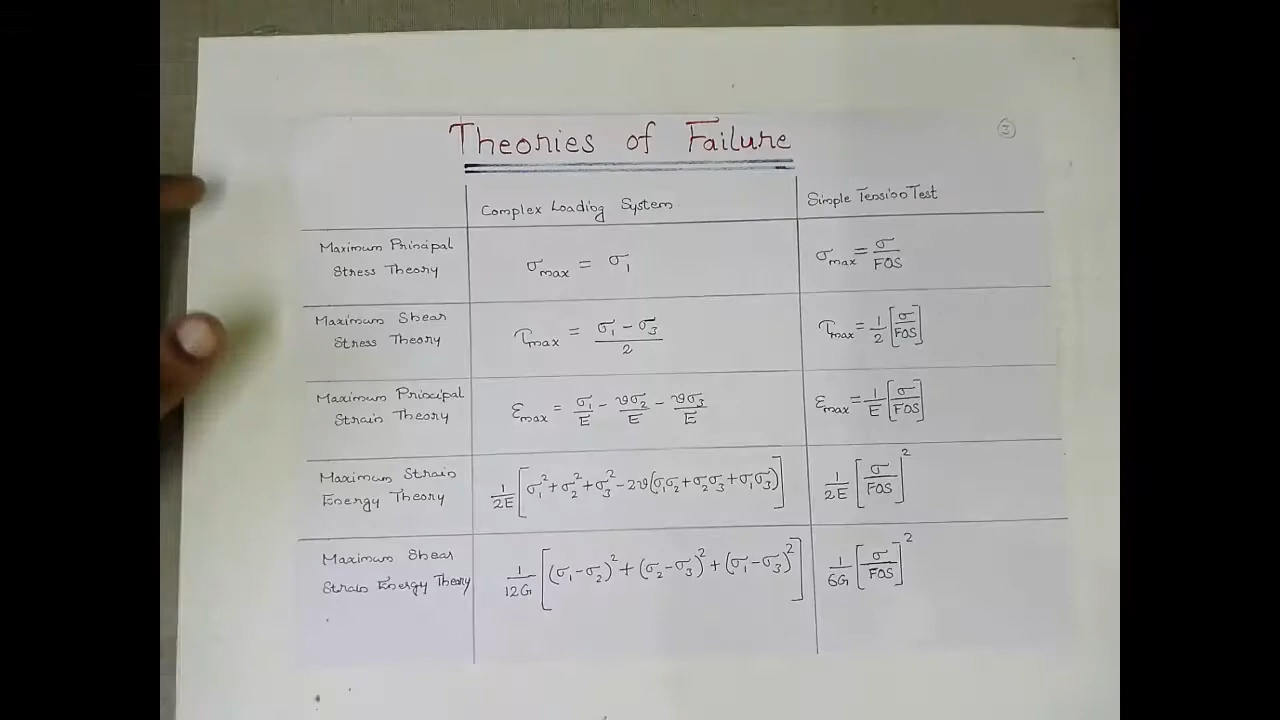 Theories of Failure
3
Complex Loading System
Simple Tension Test
Maximum Principal
Stress Theory
σmax = σ1
σmax = σ/FOS
Maximum Shear
Stress Theory
τmax = (σ1 - σ3)/2
τmax = 1/2 [σ/FOS]
Maximum Principal
Strain Theory
εmax = σ1/E - ϑσ2/E - ϑσ3/E
εmax = 1/E [σ/FOS]
Maximum Strain
Energy Theory
1/2E [σ1² + σ2² + σ3² - 2ϑ(σ1σ2 + σ2σ3 + σ1σ3)]
1/2E [σ/FOS]²
Maximum Shear
Strain Energy Theory
1/12G [(σ1 - σ2)² + (σ2 - σ3)² + (σ1 - σ3)²]
1/6G [σ/FOS]²